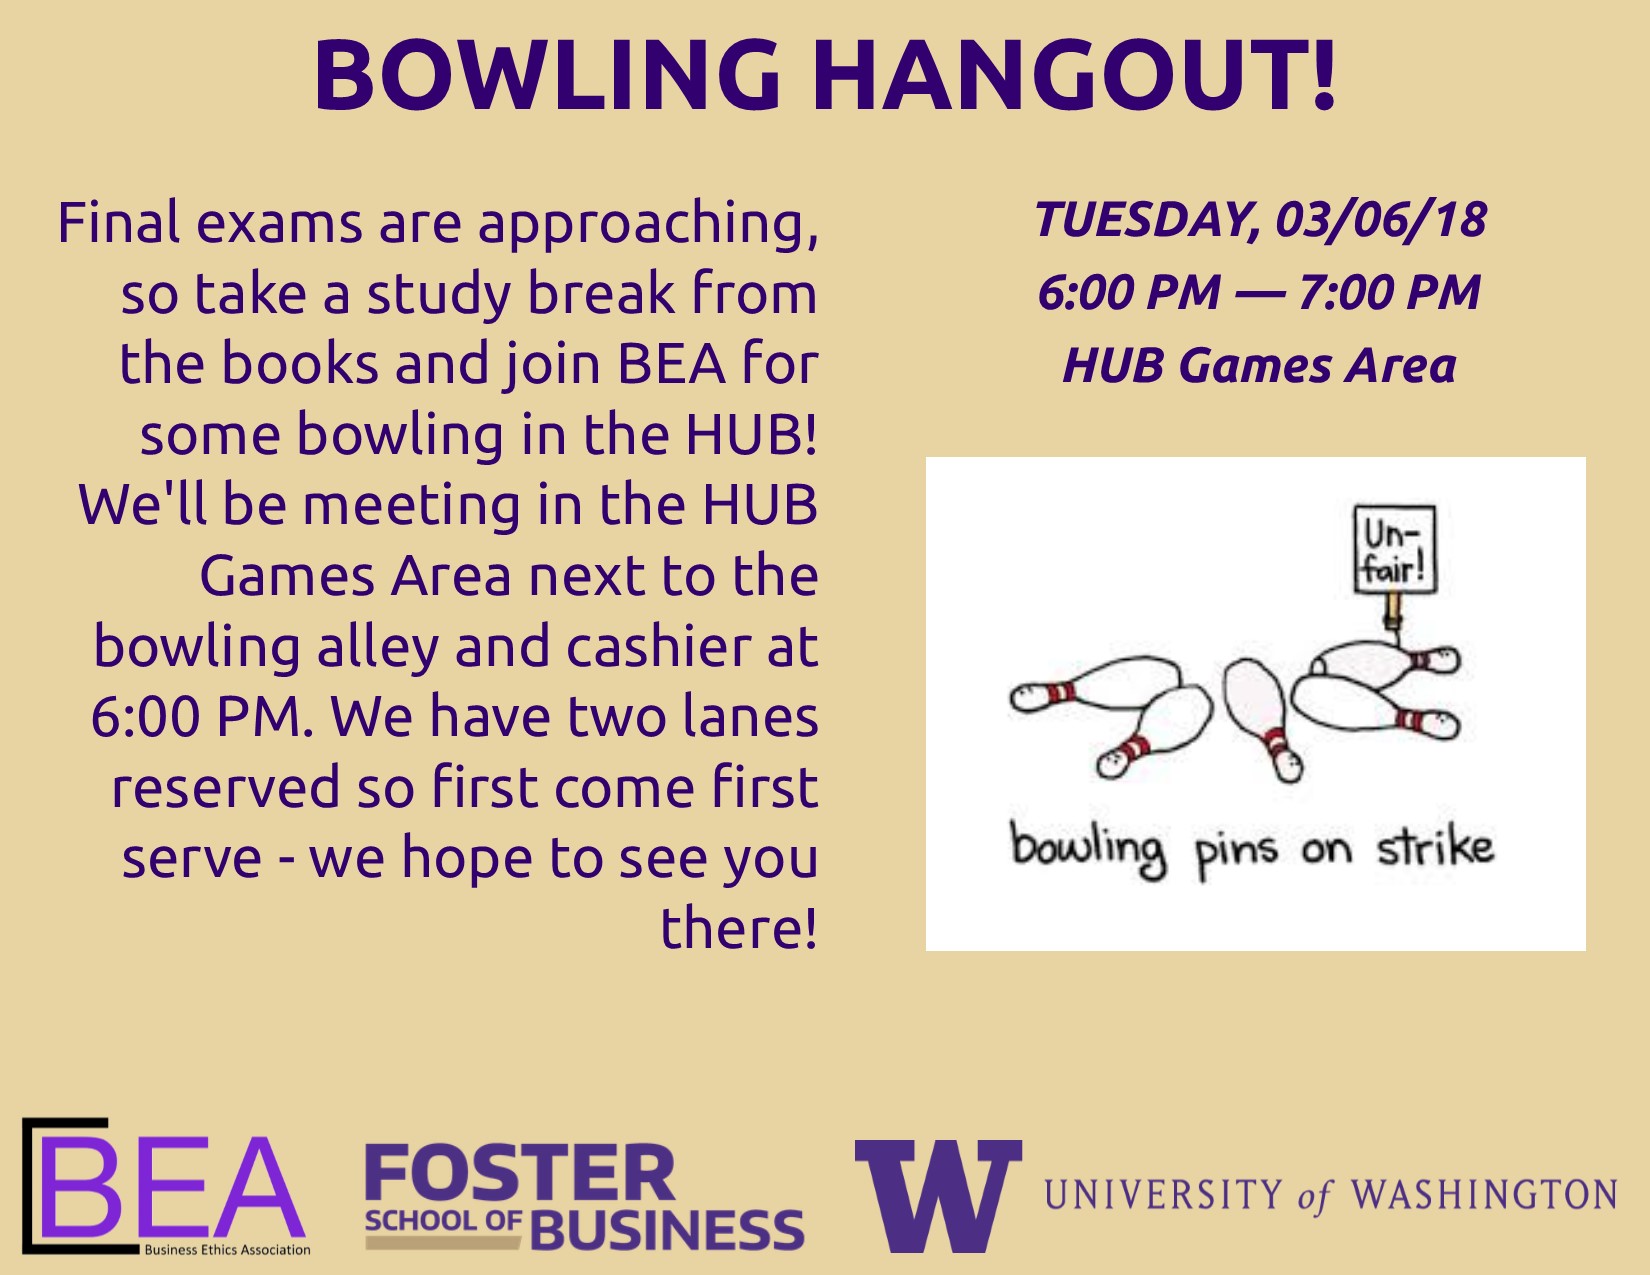 BOWLING HANGOUT!
Final exams are approaching,
so take a study break from
the books and join BEA for
some bowling in the HUB!
We'll be meeting in the HUB
Games Area next to the
bowling alley and cashier at
6:00 PM. We have two lanes
reserved so first come first
serve - we hope to see you
there!
TUESDAY, 03/06/18
6:00 PM — 7:00 PM
HUB Games Area
Un-
fair!
bowling pins on strike
BEA
Business Ethics Association
FOSTER
SCHOOL OF BUSINESS
W UNIVERSITY of WASHINGTON